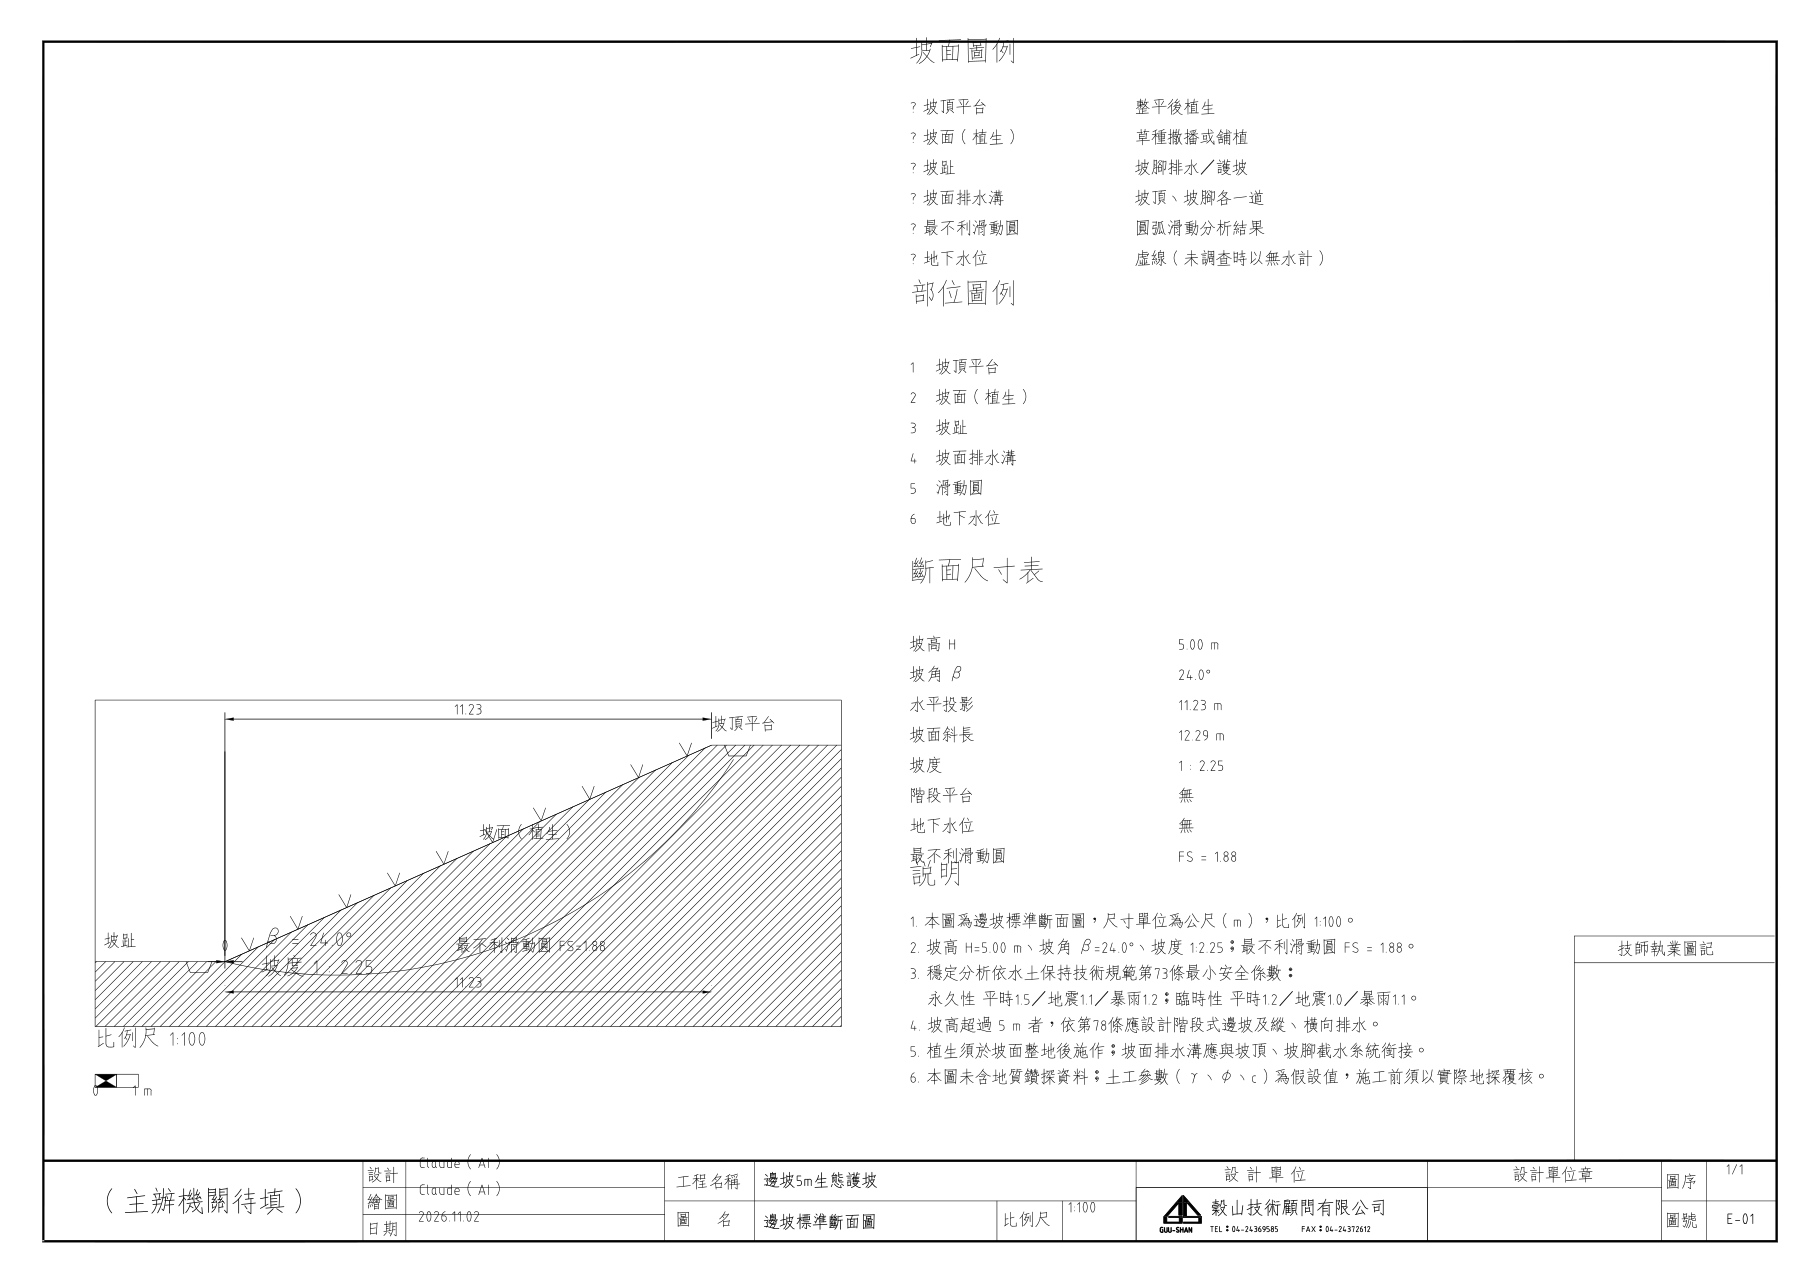 坡面圖例
? 坡頂平台 整平後植生
? 坡面（植生） 草種撒播或舖植
? 坡趾 坡腳排水／護坡
? 坡面排水溝 坡頂、坡腳各一道
? 最不利滑動圓 圓弧滑動分析結果
? 地下水位 虛線（未調查時以無水計）
部位圖例
1 坡頂平台
2 坡面（植生）
3 坡趾
4 坡面排水溝
5 滑動圓
6 地下水位
斷面尺寸表
坡高 H 5.00 m
坡角 β 24.0°
水平投影 11.23 m
坡面斜長 12.29 m
坡度 1 : 2.25
階段平台 無
地下水位 無
最不利滑動圓 FS = 1.88
11.23
坡頂平台
坡面（植生）
坡趾
0
β = 24.0°
最不利滑動圓 FS=1.88
坡度 1 : 2.25
11.23
比例尺 1:100
0 1 m
說明
1. 本圖為邊坡標準斷面圖，尺寸單位為公尺（m），比例 1:100。
2. 坡高 H=5.00 m、坡角 β=24.0°、坡度 1:2.25；最不利滑動圓 FS = 1.88。
3. 穩定分析依水土保持技術規範第73條最小安全係數：
永久性 平時1.5／地震1.1／暴雨1.2；臨時性 平時1.2／地震1.0／暴雨1.1。
4. 坡高超過 5 m 者，依第78條應設計階段式邊坡及縱、橫向排水。
5. 植生須於坡面整地後施作；坡面排水溝應與坡頂、坡腳截水系統銜接。
6. 本圖未含地質鑽探資料；土工參數（γ、φ、c）為假設值，施工前須以實際地探覆核。
技師執業圖記
（主辦機關待填）
設計 Claude（AI）
繪圖 Claude（AI）
日期 2026.11.02
工程名稱 邊坡5m生態護坡
圖 名 邊坡標準斷面圖
比例尺 1:100
設計單位
GUU-SHAN
穀山技術顧問有限公司
TEL：04-24369585 FAX：04-24372612
設計單位章
圖序 1/1
圖號 E-01